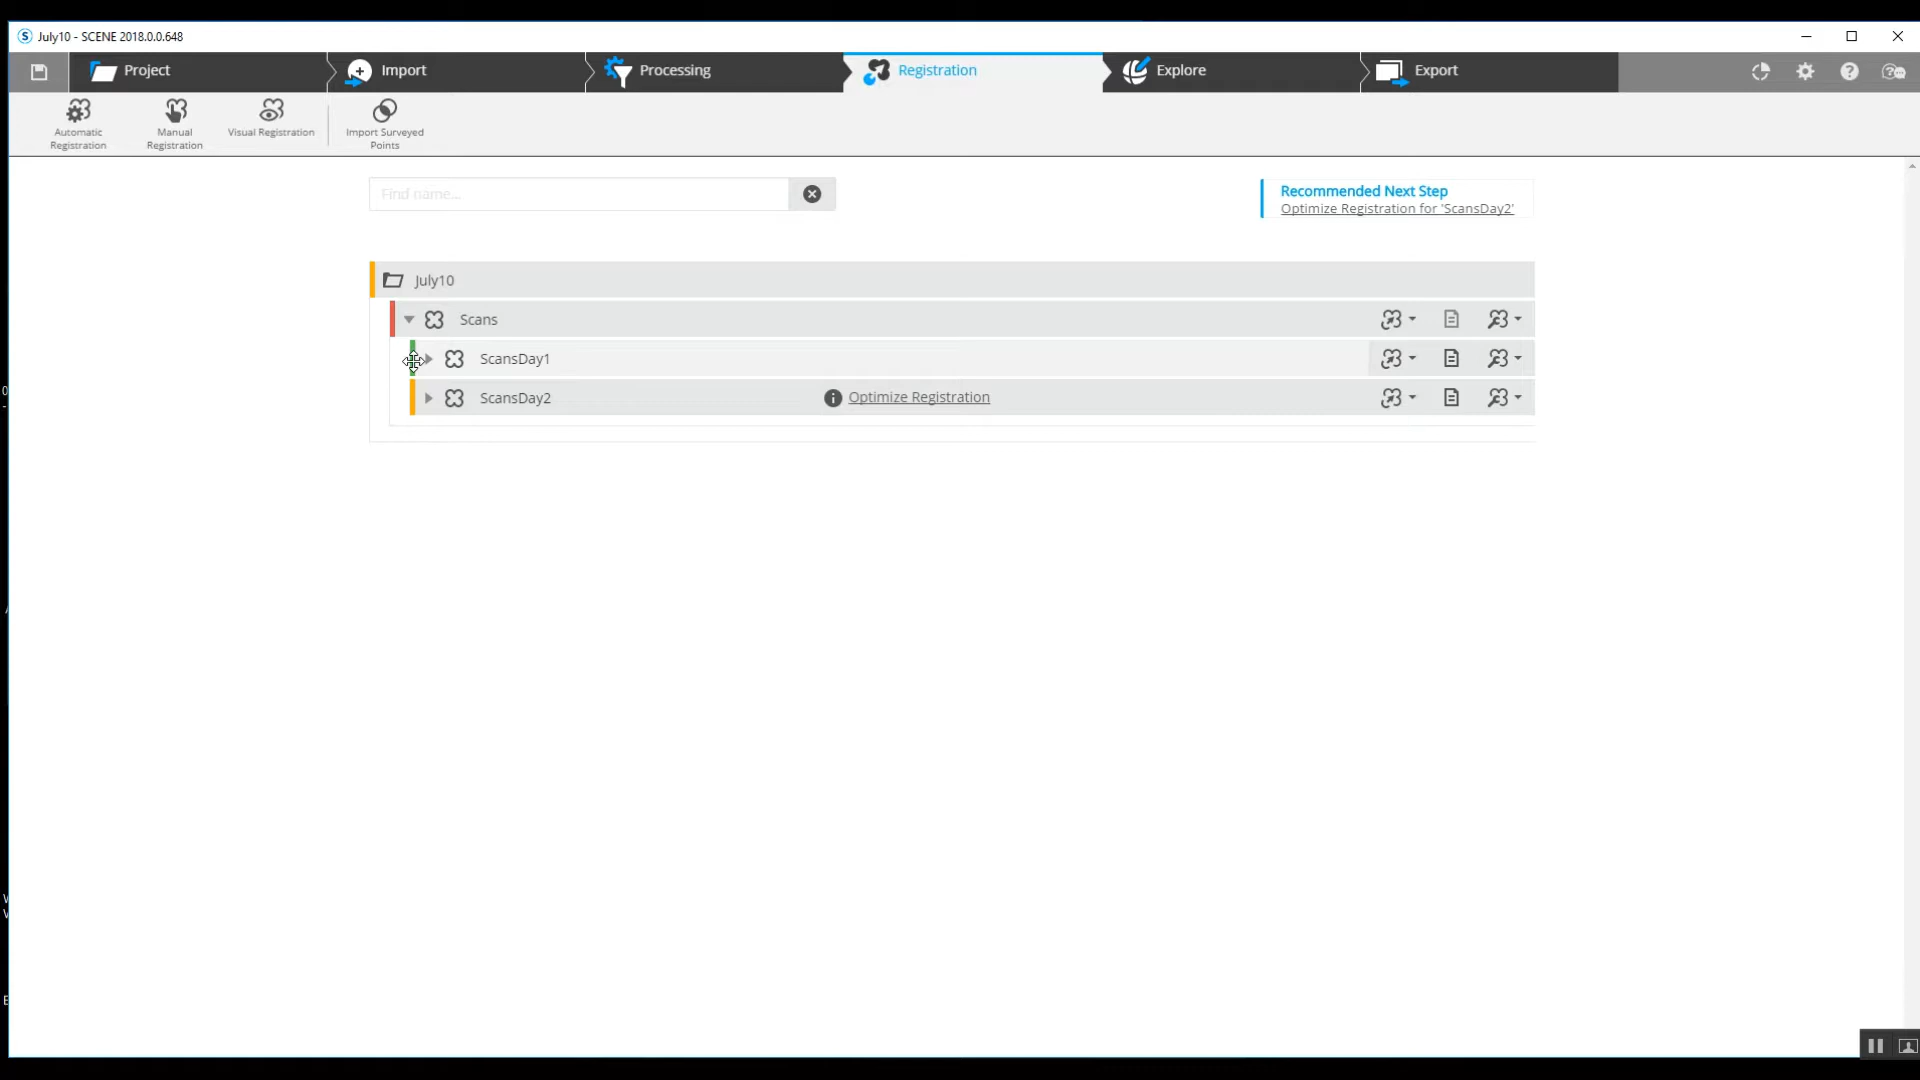 July10 - SCENE 2018.0.0.648
Project
Import
Processing
Registration
Explore
Export
Automatic
Registration
Manual
Registration
Visual Registration
Import Surveyed
Points
Find name...
Recommended Next Step
Optimize Registration for 'ScansDay2'
July10
Scans
ScansDay1
ScansDay2
Optimize Registration